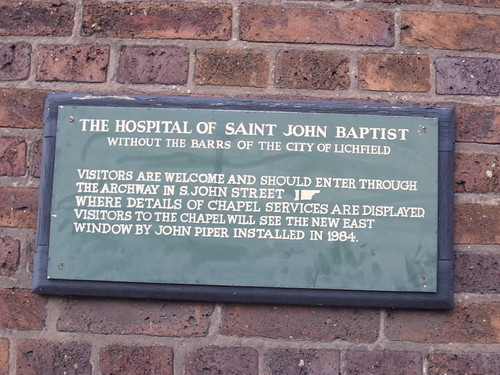 THE HOSPITAL OF SAINT JOHN BAPTIST
WITHOUT THE BARRS OF THE CITY OF LICHFIELD
VISITORS ARE WELCOME AND SHOULD ENTER THROUGH
THE ARCHWAY IN S. JOHN STREET
WHERE DETAILS OF CHAPEL SERVICES ARE DISPLAYED
VISITORS TO THE CHAPEL WILL SEE THE NEW EAST
WINDOW BY JOHN PIPER INSTALLED IN 1984.